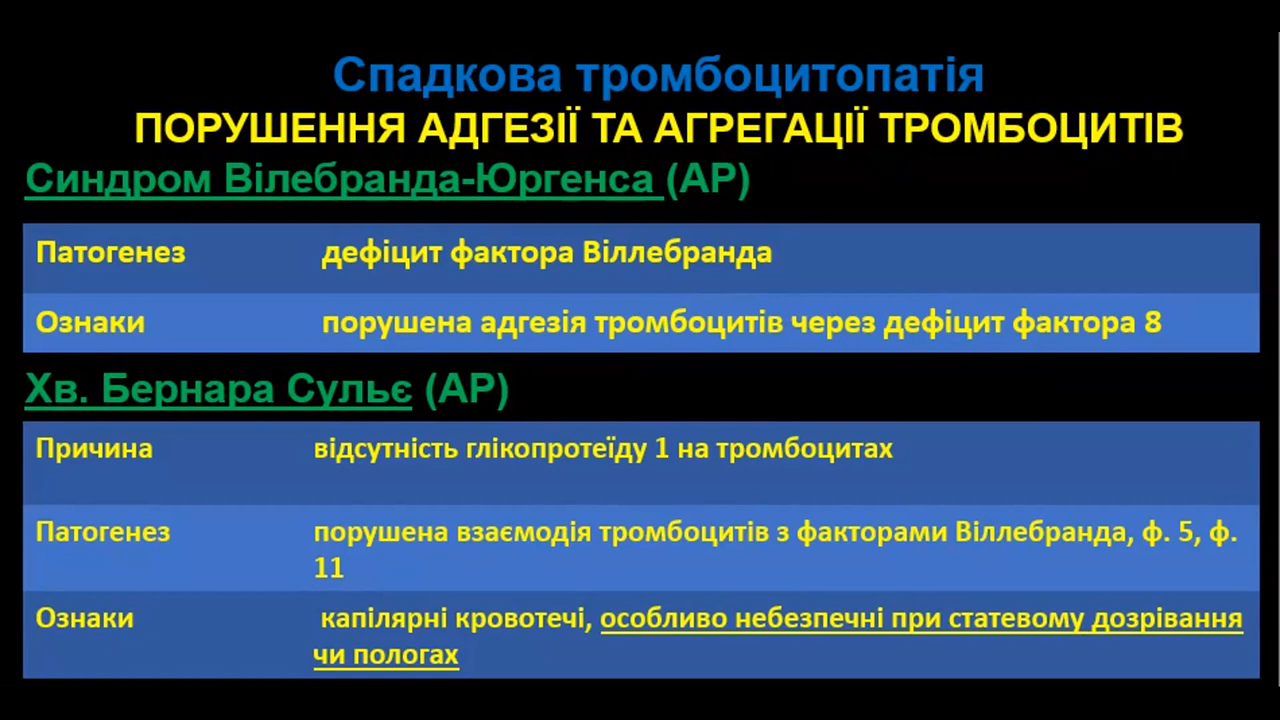 Спадкова тромбоцитопатія
ПОРУШЕННЯ АДГЕЗІЇ ТА АГРЕГАЦІЇ ТРОМБОЦИТІВ
Синдром Вілебранда-Юргенса (АР)
Патогенез дефіцит фактора Віллебранда
Ознаки порушена адгезія тромбоцитів через дефіцит фактора 8
Хв. Бернара Сульє (АР)
Причина відсутність глікопротеїду 1 на тромбоцитах
Патогенез порушена взаємодія тромбоцитів з факторами Віллебранда, ф. 5, ф.
11
Ознаки капілярні кровотечі, особливо небезпечні при статевому дозрівання
чи пологах